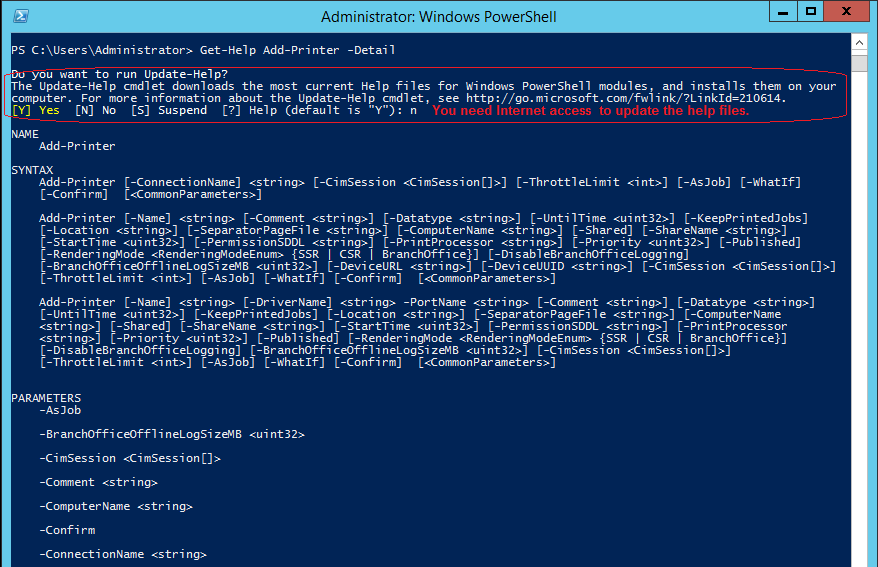 Administrator: Windows PowerShell
PS C:\Users\Administrator> Get-Help Add-Printer -Detail
Do you want to run Update-Help?
The Update-Help cmdlet downloads the most current Help files for Windows PowerShell modules, and installs them on your
computer. For more information about the Update-Help cmdlet, see http://go.microsoft.com/fwlink/?LinkId=210614.
[Y] Yes  [N] No  [S] Suspend  [?] Help (default is "Y"): n  You need Internet access  to update the help files.
NAME
Add-Printer
SYNTAX
Add-Printer [-ConnectionName] <string> [-CimSession <CimSession[]>] [-ThrottleLimit <int>] [-AsJob] [-WhatIf]
[-Confirm]  [<CommonParameters>]
Add-Printer [-Name] <string> [-Comment <string>] [-Datatype <string>] [-UntilTime <uint32>] [-KeepPrintedJobs]
[-Location <string>] [-SeparatorPageFile <string>] [-ComputerName <string>] [-Shared] [-ShareName <string>]
[-StartTime <uint32>] [-PermissionSDDL <string>] [-PrintProcessor <string>] [-Priority <uint32>] [-Published]
[-RenderingMode <RenderingModeEnum> {SSR | CSR | BranchOffice}] [-DisableBranchOfficeLogging]
[-BranchOfficeOfflineLogSizeMB <uint32>] [-DeviceURL <string>] [-DeviceUUID <string>] [-CimSession <CimSession[]>]
[-ThrottleLimit <int>] [-AsJob] [-WhatIf] [-Confirm]  [<CommonParameters>]
Add-Printer [-Name] <string> [-DriverName] <string> -PortName <string> [-Comment <string>] [-Datatype <string>]
[-UntilTime <uint32>] [-KeepPrintedJobs] [-Location <string>] [-SeparatorPageFile <string>] [-ComputerName
<string>] [-Shared] [-ShareName <string>] [-StartTime <uint32>] [-PermissionSDDL <string>] [-PrintProcessor
<string>] [-Priority <uint32>] [-Published] [-RenderingMode <RenderingModeEnum> {SSR | CSR | BranchOffice}]
[-DisableBranchOfficeLogging] [-BranchOfficeOfflineLogSizeMB <uint32>] [-CimSession <CimSession[]>]
[-ThrottleLimit <int>] [-AsJob] [-WhatIf] [-Confirm]  [<CommonParameters>]
PARAMETERS
-AsJob
-BranchOfficeOfflineLogSizeMB <uint32>
-CimSession <CimSession[]>
-Comment <string>
-ComputerName <string>
-Confirm
-ConnectionName <string>